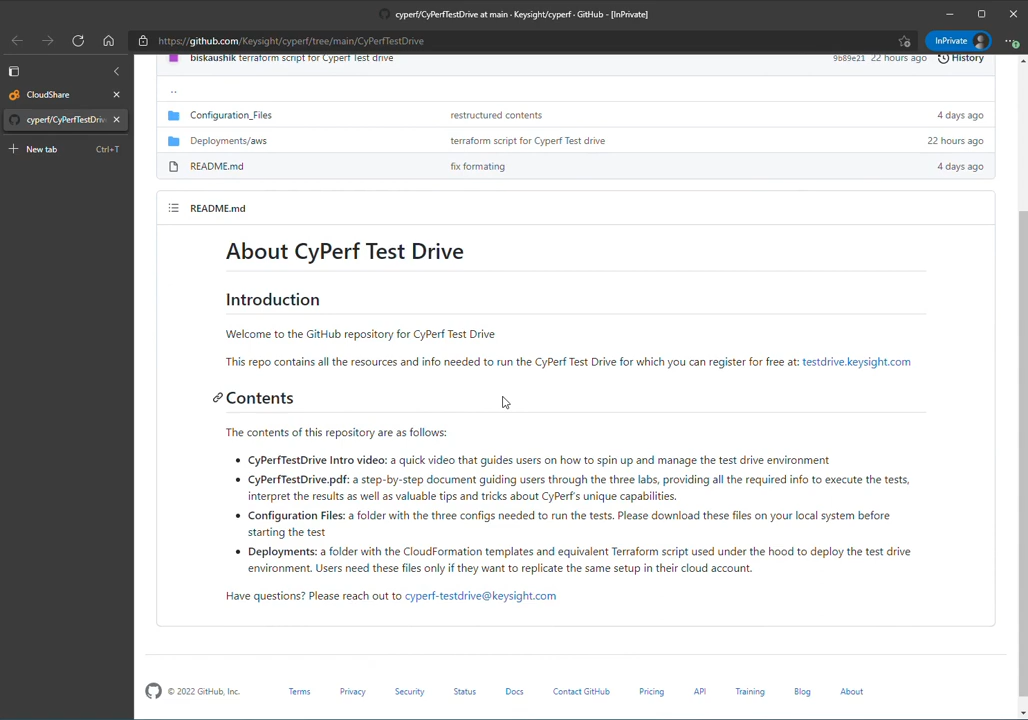 cyperf/CyPerfTestDrive at main · Keysight/cyperf · GitHub - [InPrivate]
https://github.com/Keysight/cyperf/tree/main/CyPerfTestDrive
InPrivate
CloudShare
cyperf/CyPerfTestDriv
New tab Ctrl+T
biskaushik terraform script for Cyperf Test drive 9b89e21 22 hours ago History
..
Configuration_Files restructured contents 4 days ago
Deployments/aws terraform script for Cyperf Test drive 22 hours ago
README.md fix formating 4 days ago
README.md
About CyPerf Test Drive
Introduction
Welcome to the GitHub repository for CyPerf Test Drive
This repo contains all the resources and info needed to run the CyPerf Test Drive for which you can register for free at: testdrive.keysight.com
Contents
The contents of this repository are as follows:
• CyPerfTestDrive Intro video: a quick video that guides users on how to spin up and manage the test drive environment
• CyPerfTestDrive.pdf: a step-by-step document guiding users through the three labs, providing all the required info to execute the tests,
interpret the results as well as valuable tips and tricks about CyPerf's unique capabilities.
• Configuration Files: a folder with the three configs needed to run the tests. Please download these files on your local system before
starting the test
• Deployments: a folder with the CloudFormation templates and equivalent Terraform script used under the hood to deploy the test drive
environment. Users need these files only if they want to replicate the same setup in their cloud account.
Have questions? Please reach out to cyperf-testdrive@keysight.com
© 2022 GitHub, Inc. Terms Privacy Security Status Docs Contact GitHub Pricing API Training Blog About